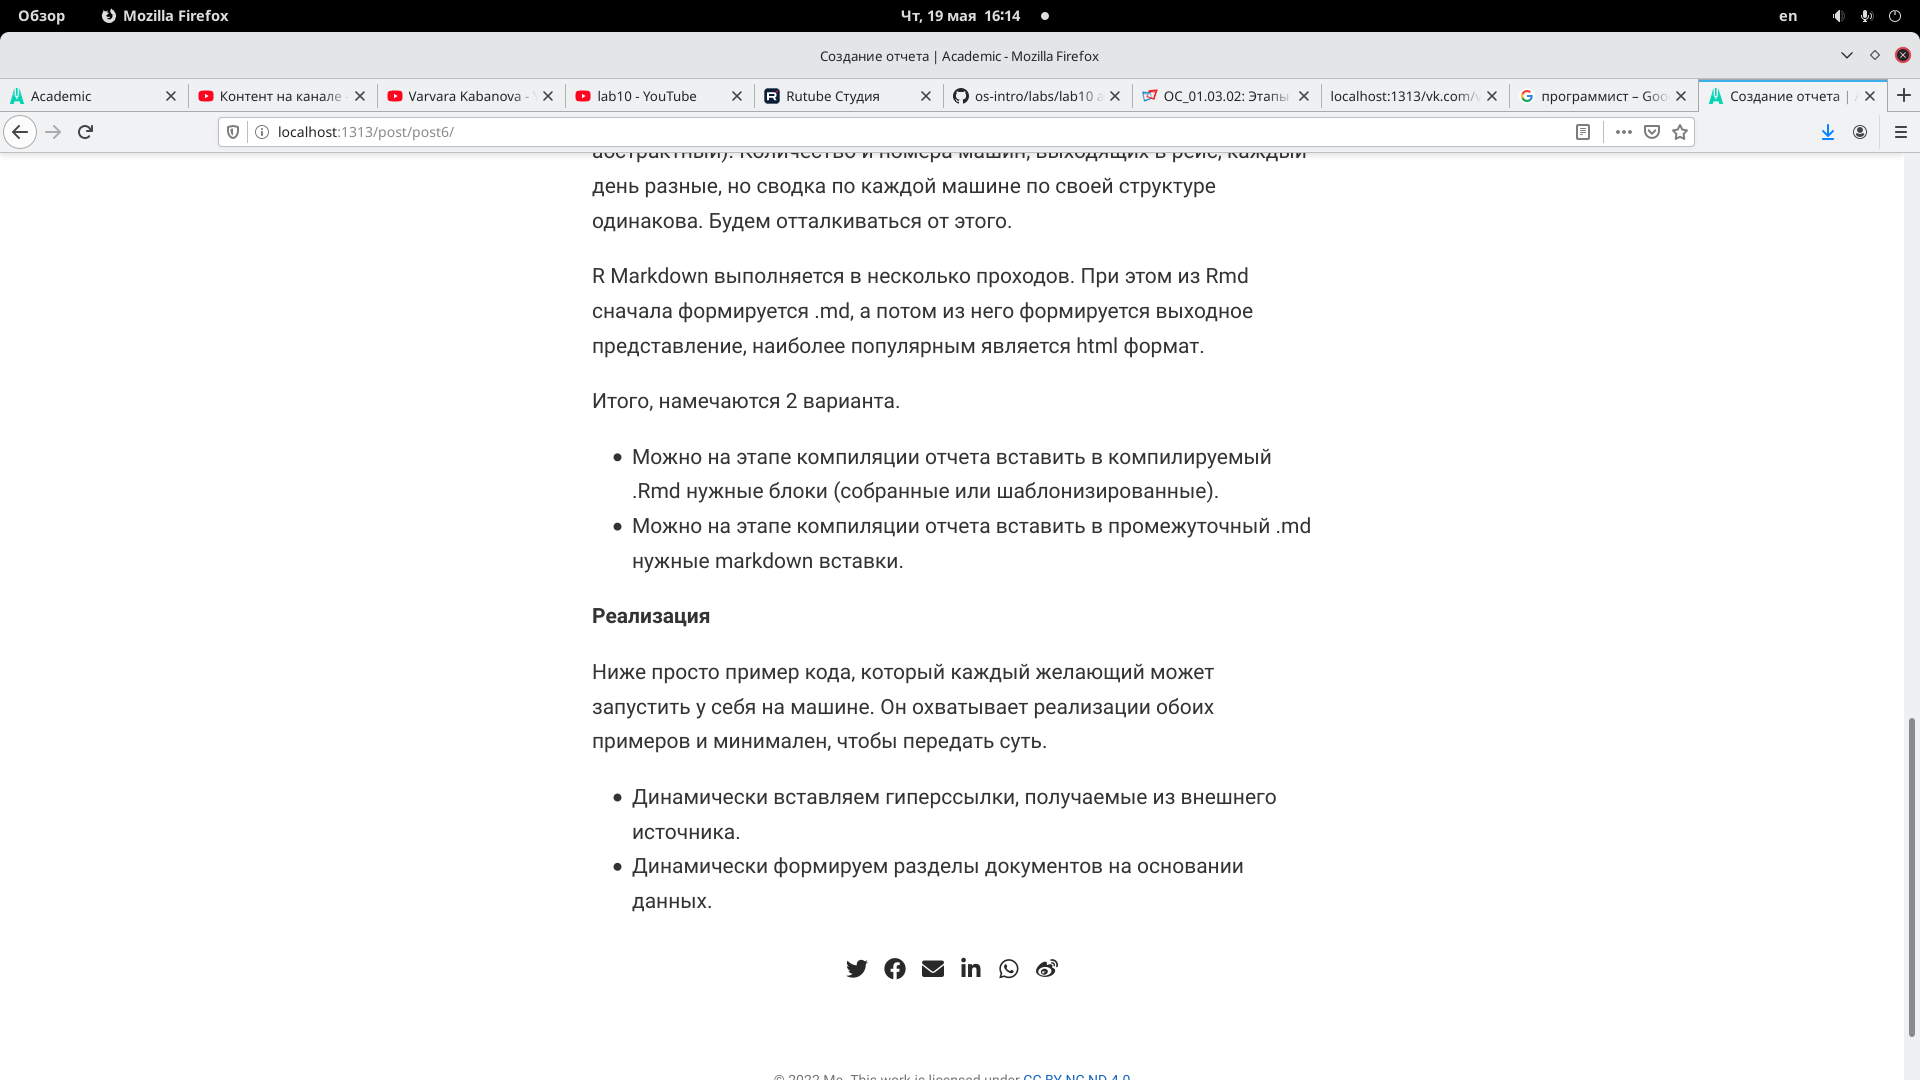 Обзор Mozilla Firefox Чт, 19 мая 16:14 en
Создание отчета | Academic - Mozilla Firefox
Academic Контент на канале Varvara Kabanova - lab10 - YouTube Rutube Студия os-intro/labs/lab10 ОС_01.03.02: Этапы localhost:1313/vk.com/ программист – Goo Создание отчета |
localhost:1313/post/post6/
абстрактный). Количество и номера машин, выходящих в рейс, каждый
день разные, но сводка по каждой машине по своей структуре
одинакова. Будем отталкиваться от этого.
R Markdown выполняется в несколько проходов. При этом из Rmd
сначала формируется .md, а потом из него формируется выходное
представление, наиболее популярным является html формат.
Итого, намечаются 2 варианта.
• Можно на этапе компиляции отчета вставить в компилируемый
.Rmd нужные блоки (собранные или шаблонизированные).
• Можно на этапе компиляции отчета вставить в промежуточный .md
нужные markdown вставки.
Реализация
Ниже просто пример кода, который каждый желающий может
запустить у себя на машине. Он охватывает реализации обоих
примеров и минимален, чтобы передать суть.
• Динамически вставляем гиперссылки, получаемые из внешнего
источника.
• Динамически формируем разделы документов на основании
данных.
© 2022 Me. This work is licensed under CC BY NC ND 4.0